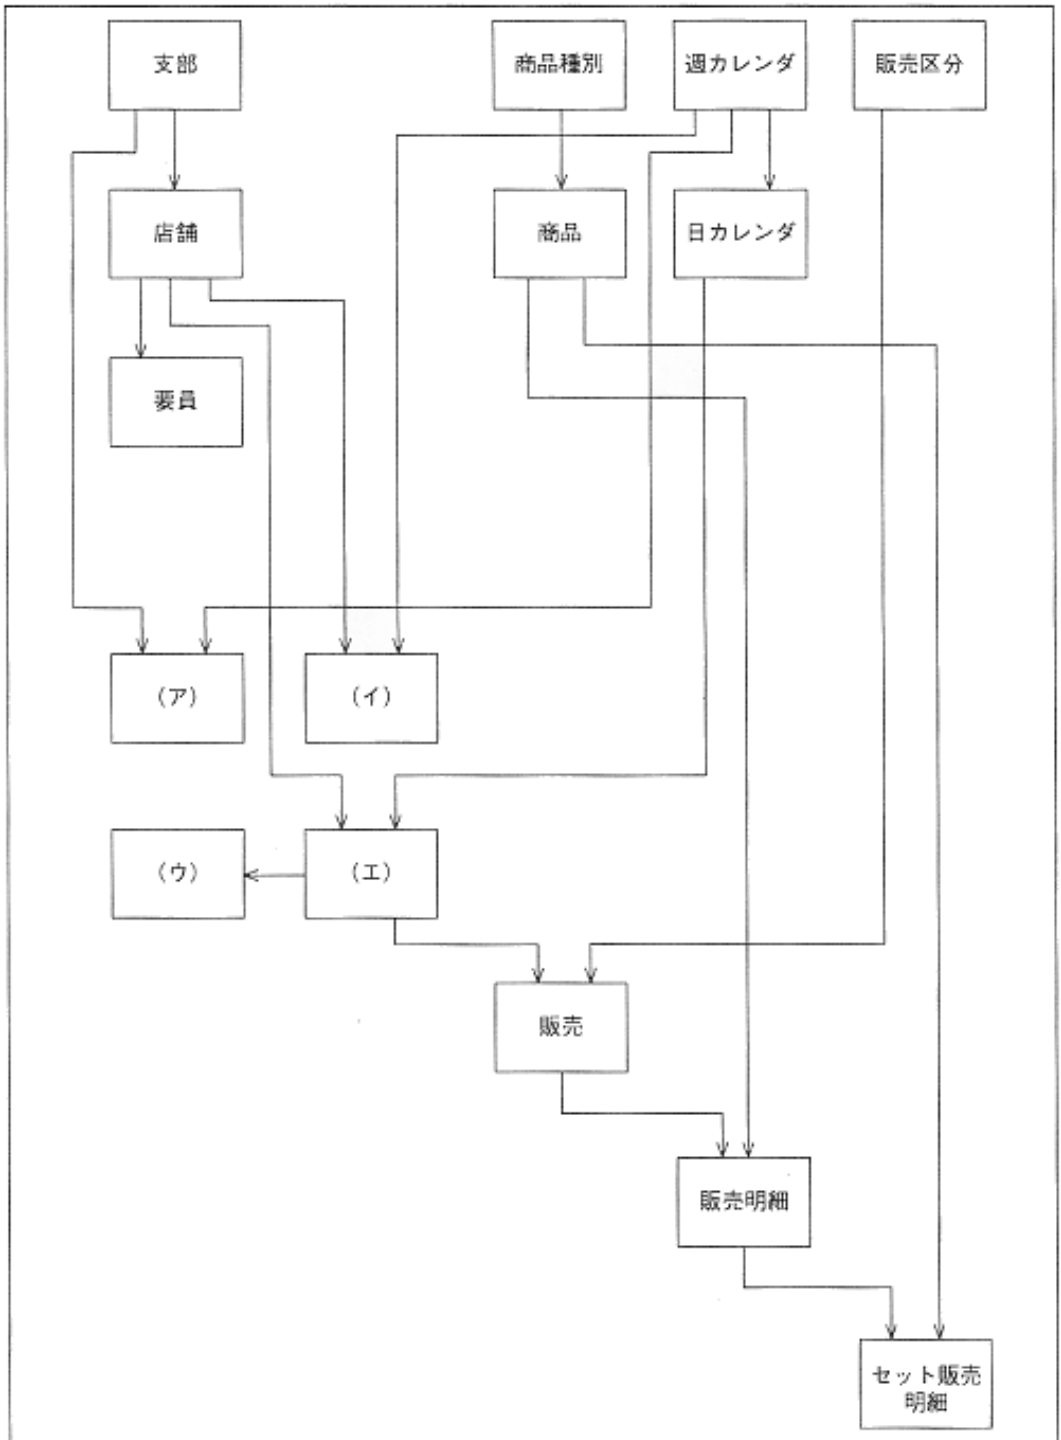 支部
商品種別
週カレンダ
販売区分
店舗
商品
日カレンダ
要員
(ア)
(イ)
(ウ)
(エ)
販売
販売明細
セット販売
明細